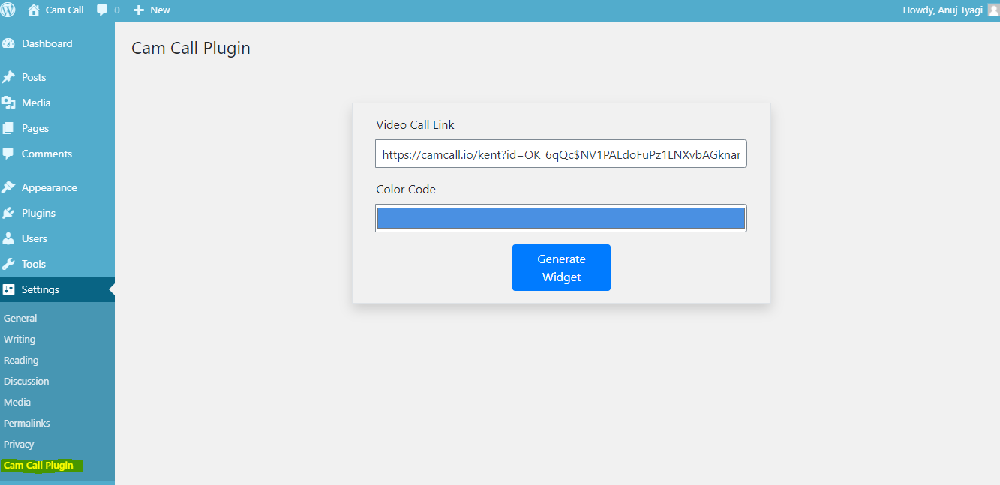 Cam Call 0 New Howdy, Anuj Tyagi
Dashboard
Posts
Media
Pages
Comments
Appearance
Plugins
Users
Tools
Settings
General
Writing
Reading
Discussion
Media
Permalinks
Privacy
Cam Call Plugin
Cam Call Plugin
Video Call Link
https://camcall.io/kent?id=OK_6qQc$NV1PALdoFuPz1LNXvbAGknar
Color Code
Generate
Widget